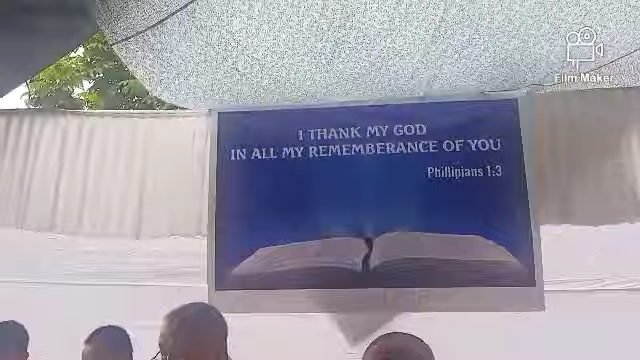 Film Maker
I THANK MY GOD
IN ALL MY REMEMBERANCE OF YOU
Phillipians 1:3